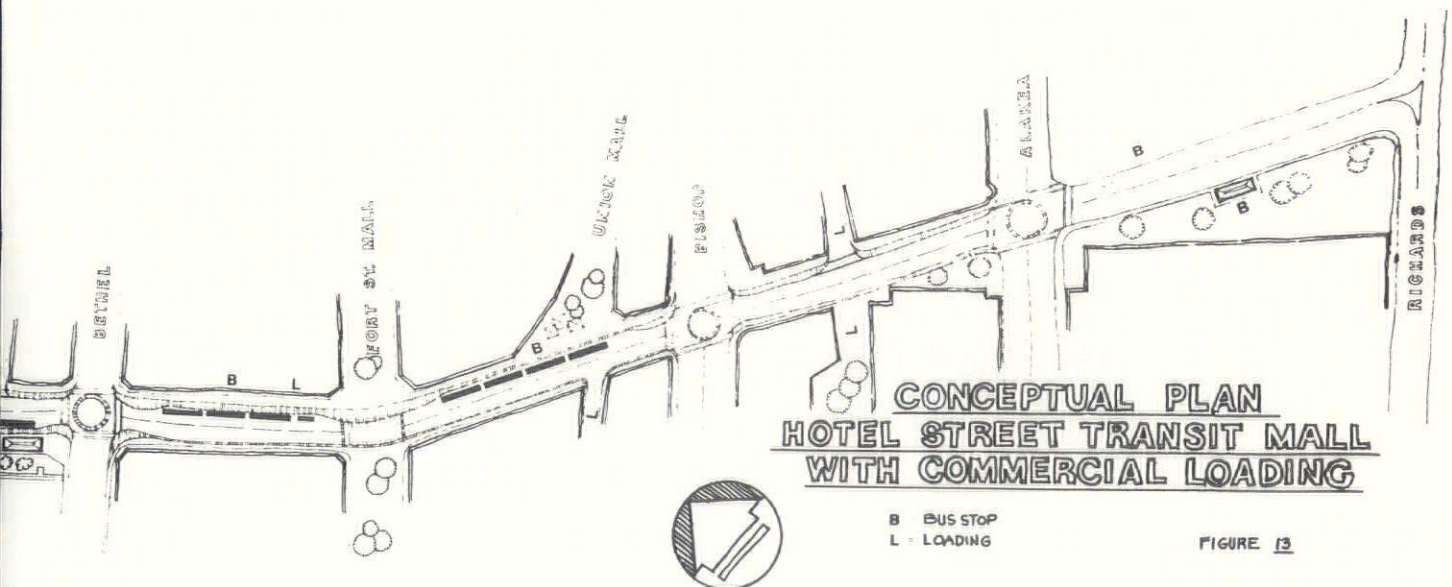 BETHEL
FORT ST. MALL
UNION MALL
BISHOP
ALAKEA
RICHARDS
B
L
B
B
B
L
L
L
L
CONCEPTUAL PLAN
HOTEL STREET TRANSIT MALL
WITH COMMERCIAL LOADING
B BUS STOP
L = LOADING
FIGURE 13